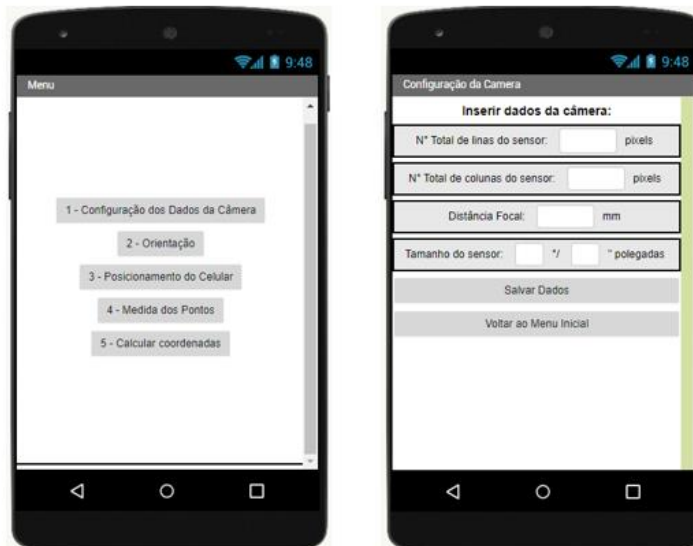 9:48
Menu
1 - Configuração dos Dados da Câmera
2 - Orientação
3 - Posicionamento do Celular
4 - Medida dos Pontos
5 - Calcular coordenadas
9:48
Configuração da Camera
Inserir dados da câmera:
N° Total de linas do sensor: pixels
N° Total de colunas do sensor: pixels
Distância Focal: mm
Tamanho do sensor: "/ " polegadas
Salvar Dados
Voltar ao Menu Inicial